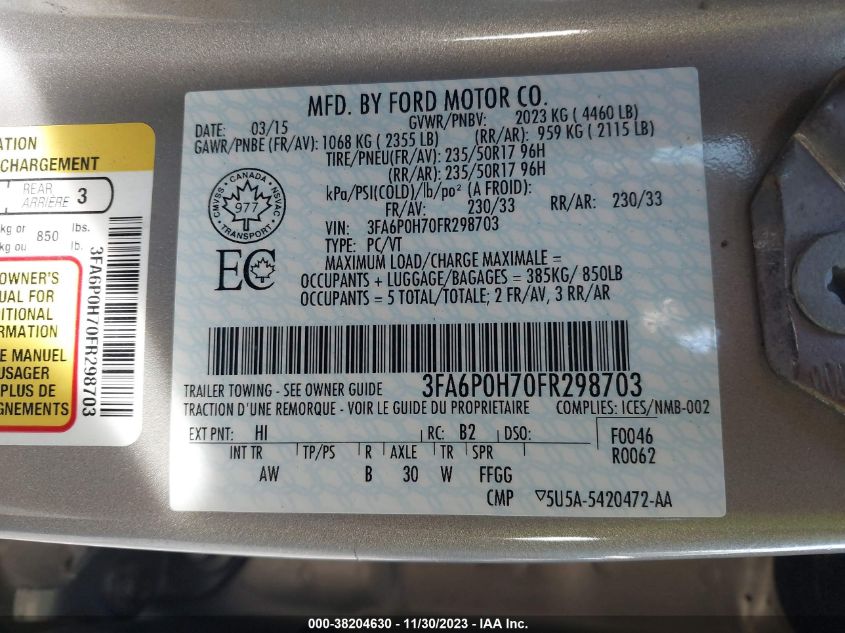 ATION
CHARGEMENT
REAR
ARRIÈRE 3
kg or 850 lbs.
kg ou lb.
OWNER'S
UAL FOR
ITIONAL
RMATION
E MANUEL
USAGER
PLUS DE
GNEMENTS
3FA6P0H70FR298703
MFD. BY FORD MOTOR CO.
DATE: 03/15 GVWR/PNBV: 2023 KG ( 4460 LB)
GAWR/PNBE (FR/AV): 1068 KG ( 2355 LB) (RR/AR): 959 KG ( 2115 LB)
TIRE/PNEU(FR/AV): 235/50R17 96H
(RR/AR): 235/50R17 96H
kPa/PSI(COLD)/lb/po² (A FROID):
FR/AV: 230/33 RR/AR: 230/33
VIN: 3FA6P0H70FR298703
TYPE: PC/VT
MAXIMUM LOAD/CHARGE MAXIMALE =
OCCUPANTS + LUGGAGE/BAGAGES = 385KG/ 850LB
OCCUPANTS = 5 TOTAL/TOTALE; 2 FR/AV, 3 RR/AR
CANADA
CMVSS 977 NSVAC
TRANSPORT
EC
TRAILER TOWING - SEE OWNER GUIDE 3FA6P0H70FR298703
TRACTION D'UNE REMORQUE - VOIR LE GUIDE DU PROPRIETAIRE COMPLIES: ICES/NMB-002
EXT PNT: HI RC: B2 DSO: F0046
INT TR TP/PS R AXLE TR SPR R0062
AW B 30 W FFGG
CMP ▽5U5A-5420472-AA
000-38204630 - 11/30/2023 - IAA Inc.